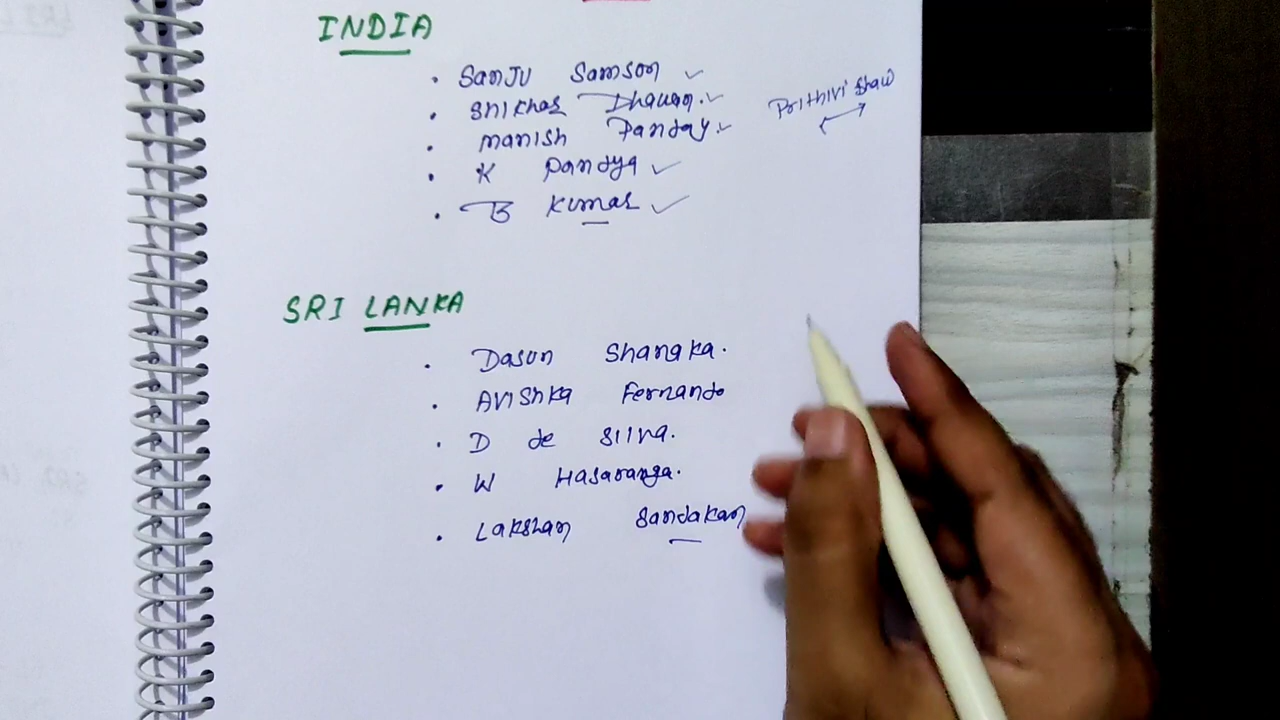 INDIA
• Sanju Samson ✓
• Shikhar Dhawan. ✓
Prithivi Shaw
• Manish Panday. ✓
• K Pandya ✓
• B Kumar ✓
SRI LANKA
• Dasun Shanaka.
• Avishka Fernando
• D de Silva.
• W Hasaranga.
• Lakshan Sandakan